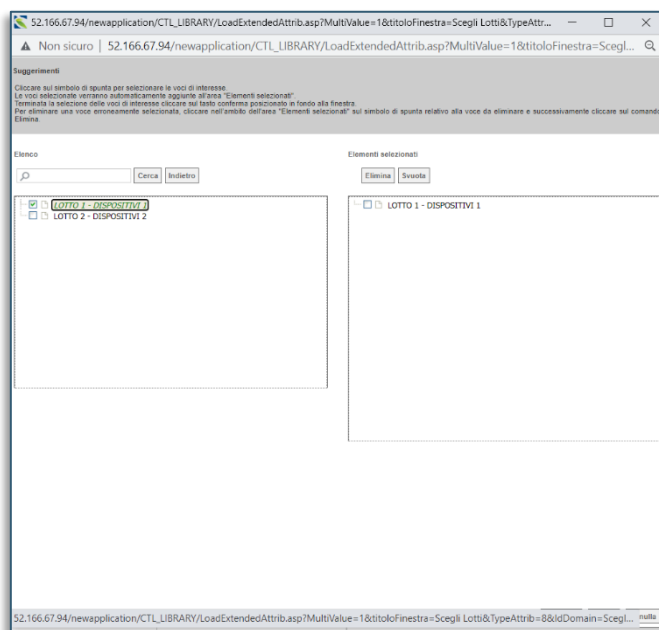 52.166.67.94/newapplication/CTL_LIBRARY/LoadExtendedAttrib.asp?MultiValue=1&titoloFinestra=Scegli Lotti&TypeAttr...
Non sicuro | 52.166.67.94/newapplication/CTL_LIBRARY/LoadExtendedAttrib.asp?MultiValue=1&titoloFinestra=Scegl...
Suggerimenti
Cliccare sul simbolo di spunta per selezionare le voci di interesse.
Le voci selezionate verranno automaticamente aggiunte all'area "Elementi selezionati".
Terminata la selezione delle voci di interesse cliccare sul tasto conferma posizionato in fondo alla finestra.
Per eliminare una voce erroneamente selezionata, cliccare nell'ambito dell'area "Elementi selezionati" sul simbolo di spunta relativo alla voce da eliminare e successivamente cliccare sul comando
Elimina.
Elenco
Cerca Indietro
LOTTO 1 - DISPOSITIVI 1
LOTTO 2 - DISPOSITIVI 2
Elementi selezionati
Elimina Svuota
LOTTO 1 - DISPOSITIVI 1
52.166.67.94/newapplication/CTL_LIBRARY/LoadExtendedAttrib.asp?MultiValue=1&titoloFinestra=Scegli Lotti&TypeAttrib=8&IdDomain=Scegl...
nulla